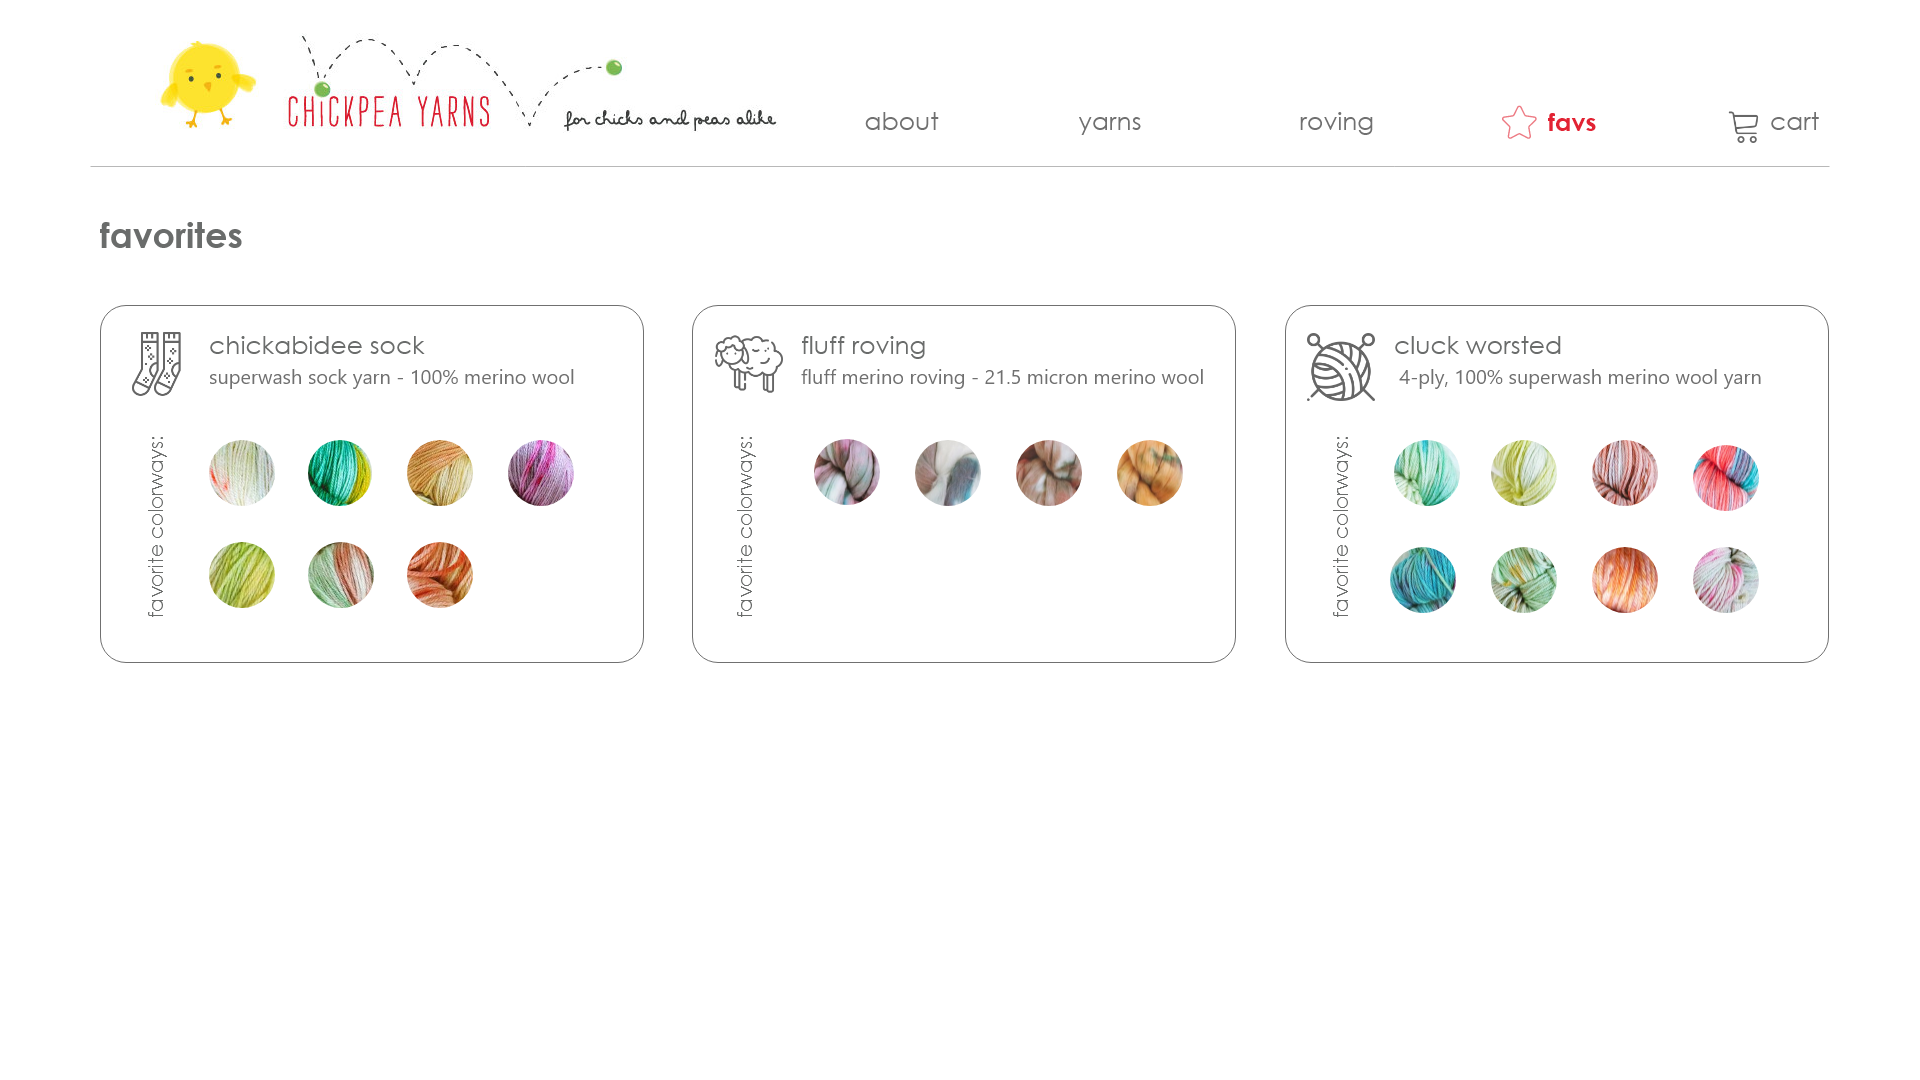 CHICKPEA YARNS
for chicks and peas alike
about
yarns
roving
favs
cart
favorites
chickabidee sock
superwash sock yarn - 100% merino wool
favorite colorways:
fluff roving
fluff merino roving - 21.5 micron merino wool
favorite colorways:
cluck worsted
4-ply, 100% superwash merino wool yarn
favorite colorways: